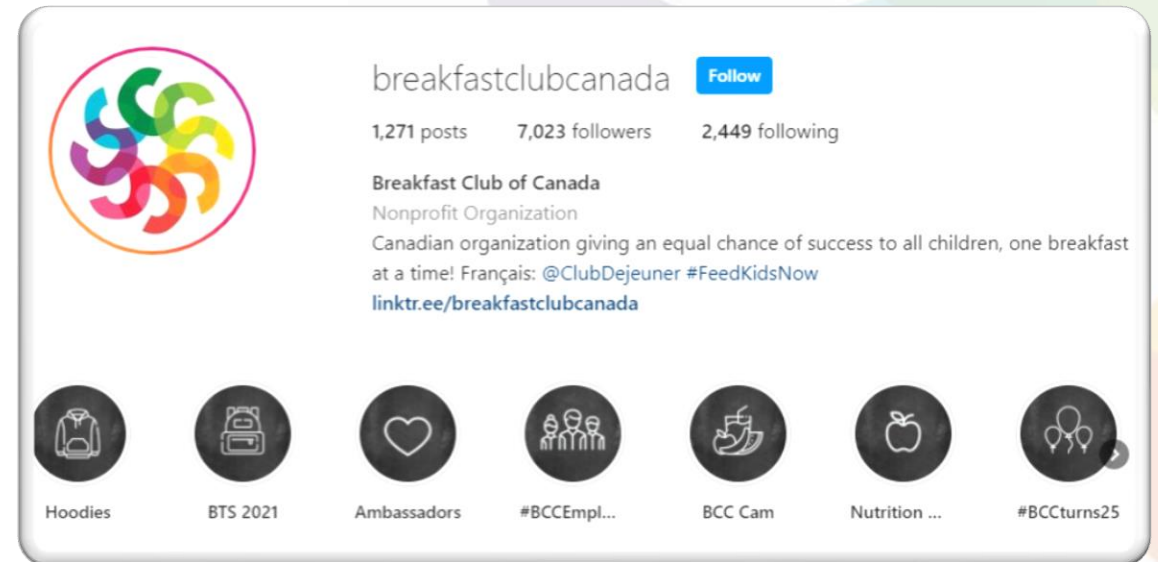 breakfastclubcanada Follow
1,271 posts 7,023 followers 2,449 following
Breakfast Club of Canada
Nonprofit Organization
Canadian organization giving an equal chance of success to all children, one breakfast
at a time! Français: @ClubDejeuner #FeedKidsNow
linktr.ee/breakfastclubcanada
Hoodies BTS 2021 Ambassadors #BCCEmpl... BCC Cam Nutrition ... #BCCturns25